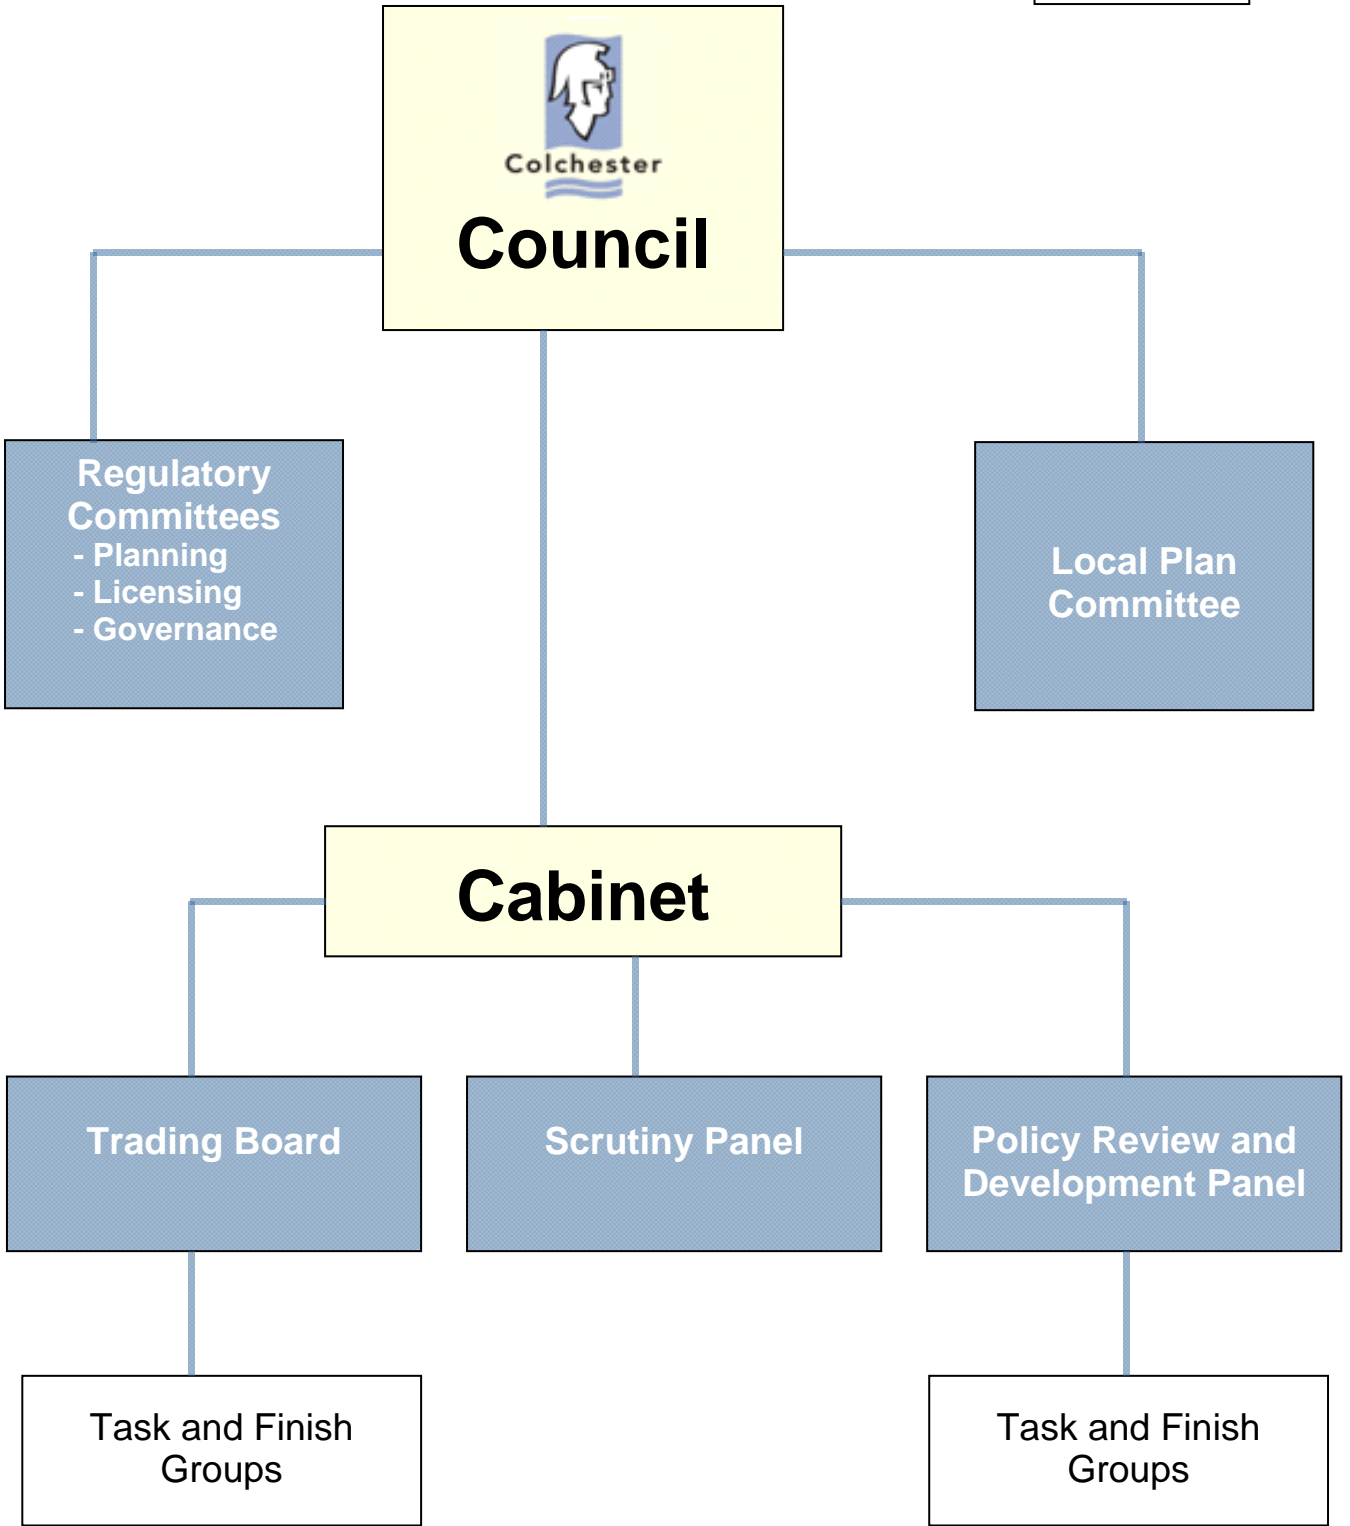 Colchester
Council
Regulatory
Committees
- Planning
- Licensing
- Governance
Local Plan
Committee
Cabinet
Trading Board
Scrutiny Panel
Policy Review and
Development Panel
Task and Finish
Groups
Task and Finish
Groups